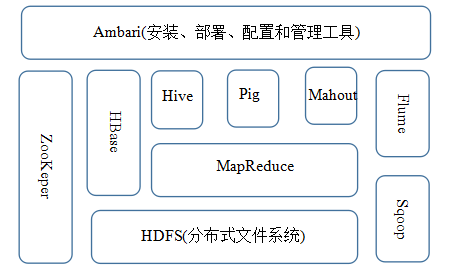 Ambari(安装、部署、配置和管理工具)
ZooKeper
HBase
Hive
Pig
Mahout
Flume
MapReduce
Sqoop
HDFS(分布式文件系统)